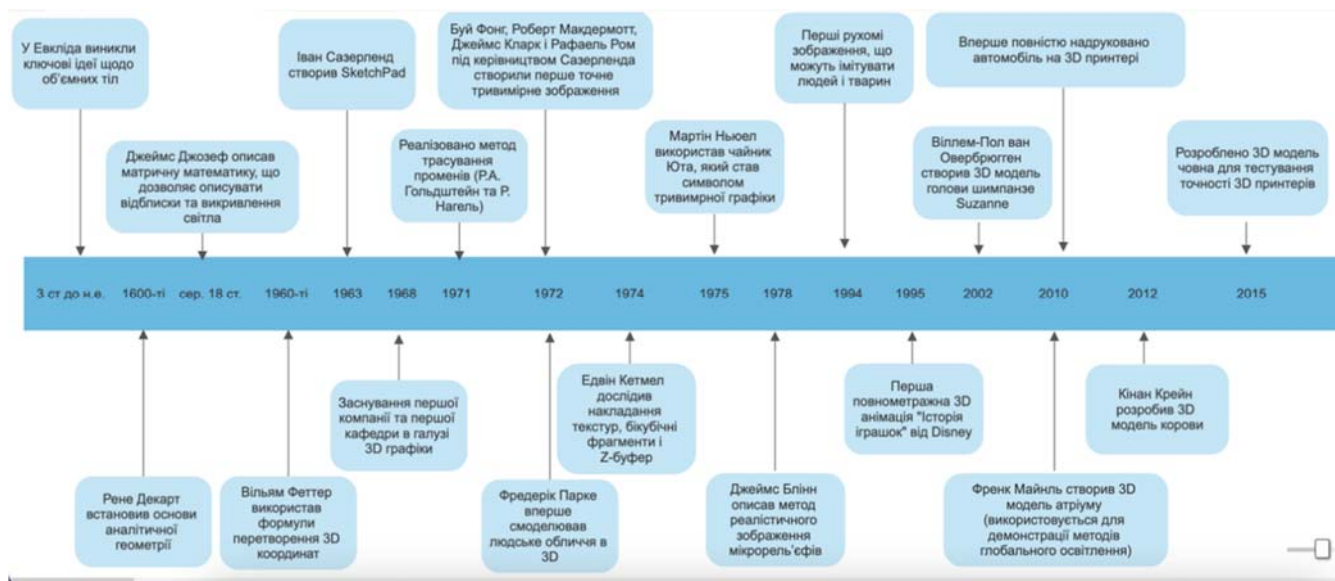 У Евкліда виникли
ключові ідеї щодо
об'ємних тіл
Іван Сазерленд
створив SketchPad
Буй Фонг, Роберт Макдермотт,
Джеймс Кларк і Рафаель Ром
під керівництвом Сазерленда
створили перше точне
тривимірне зображення
Перші рухомі
зображення, що
можуть імітувати
людей і тварин
Вперше повністю надруковано
автомобіль на 3D принтері
Джеймс Джозеф описав
матричну математику, що
дозволяє описувати
відблиски та викривлення
світла
Реалізовано метод
трасування
променів (Р.А.
Гольдштейн та Р.
Нагель)
Мартін Ньюел
використав чайник
Юта, який став
символом
тривимрної графіки
Віллем-Пол ван
Овербрюгген
створив 3D модель
голови шимпанзе
Suzanne
Розроблено 3D модель
човна для тестування
точності 3D принтерів
3 ст до н.е. 1600-ті сер. 18 ст. 1960-ті 1963 1968 1971 1972 1974 1975 1978 1994 1995 2002 2010 2012 2015
Рене Декарт
встановив основи
аналітичної
геометрії
Вільям Феттер
використав
формули
перетворення 3D
координат
Заснування першої
компанії та першої
кафедри в галузі
3D графіки
Фредерік Парке
вперше
смоделював
людське обличчя в
3D
Едвін Кетмел
дослідив
накладання
текстур, бікубічні
фрагменти і
Z-буфер
Джеймс Блінн
описав метод
реалістичного
зображення
мікрорель'єфів
Перша
повнометражна 3D
анімація "Історія
іграшок" від Disney
Френк Майнль створив 3D
модель атріуму
(використовується для
демонстрації методів
глобального освітлення)
Кінан Крейн
розробив 3D
модель корови